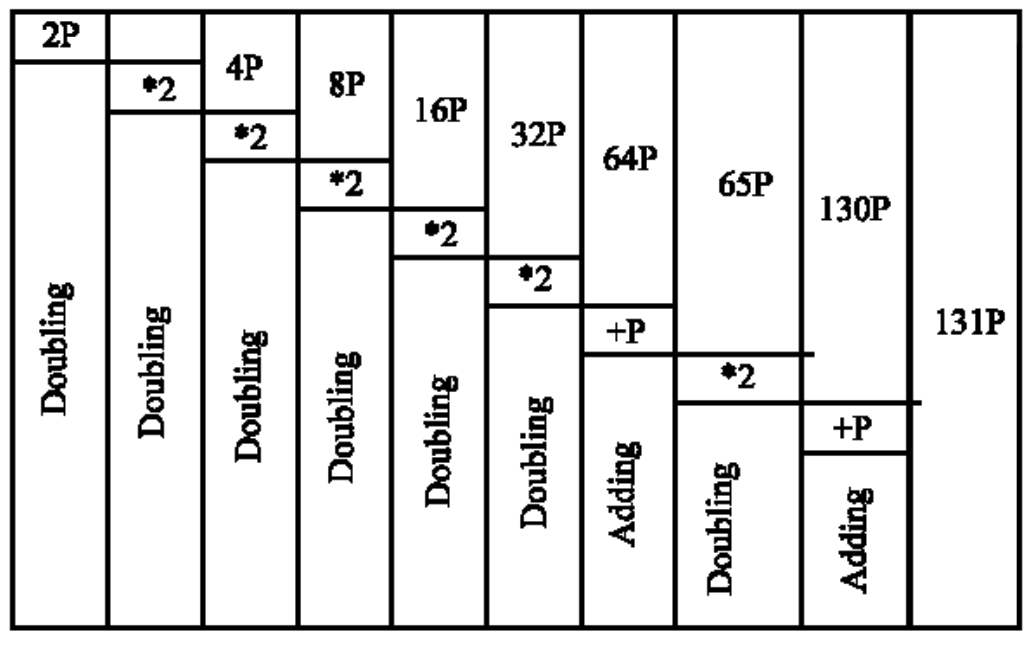 2P
*2
4P
*2
8P
*2
16P
*2
32P
*2
64P
+P
65P
*2
130P
+P
131P
Doubling
Doubling
Doubling
Doubling
Doubling
Doubling
Adding
Doubling
Adding